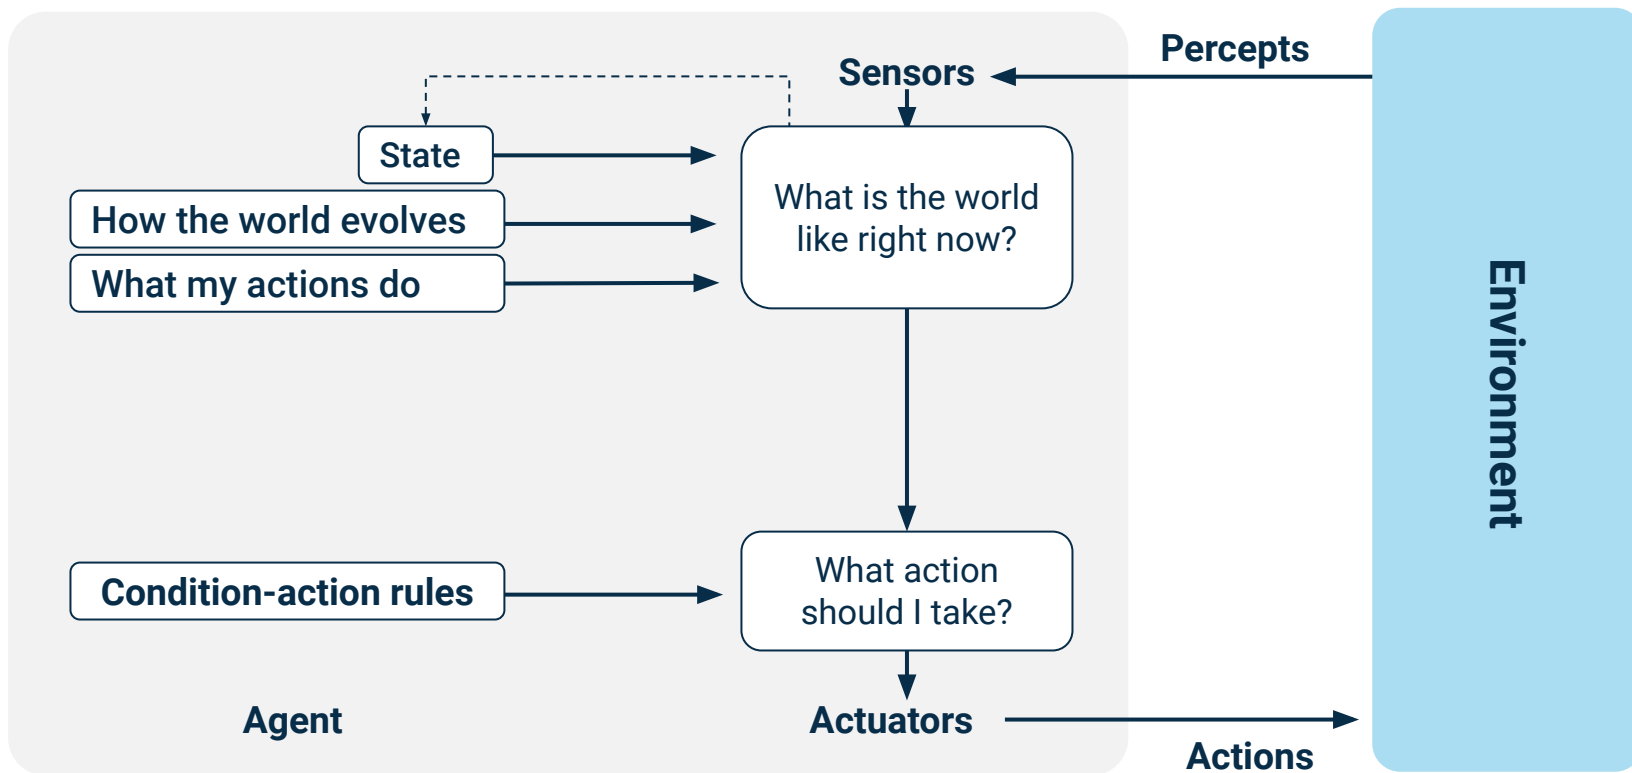 Percepts
Sensors
State
How the world evolves
What my actions do
What is the world
like right now?
Environment
Condition-action rules
What action
should I take?
Agent
Actuators
Actions